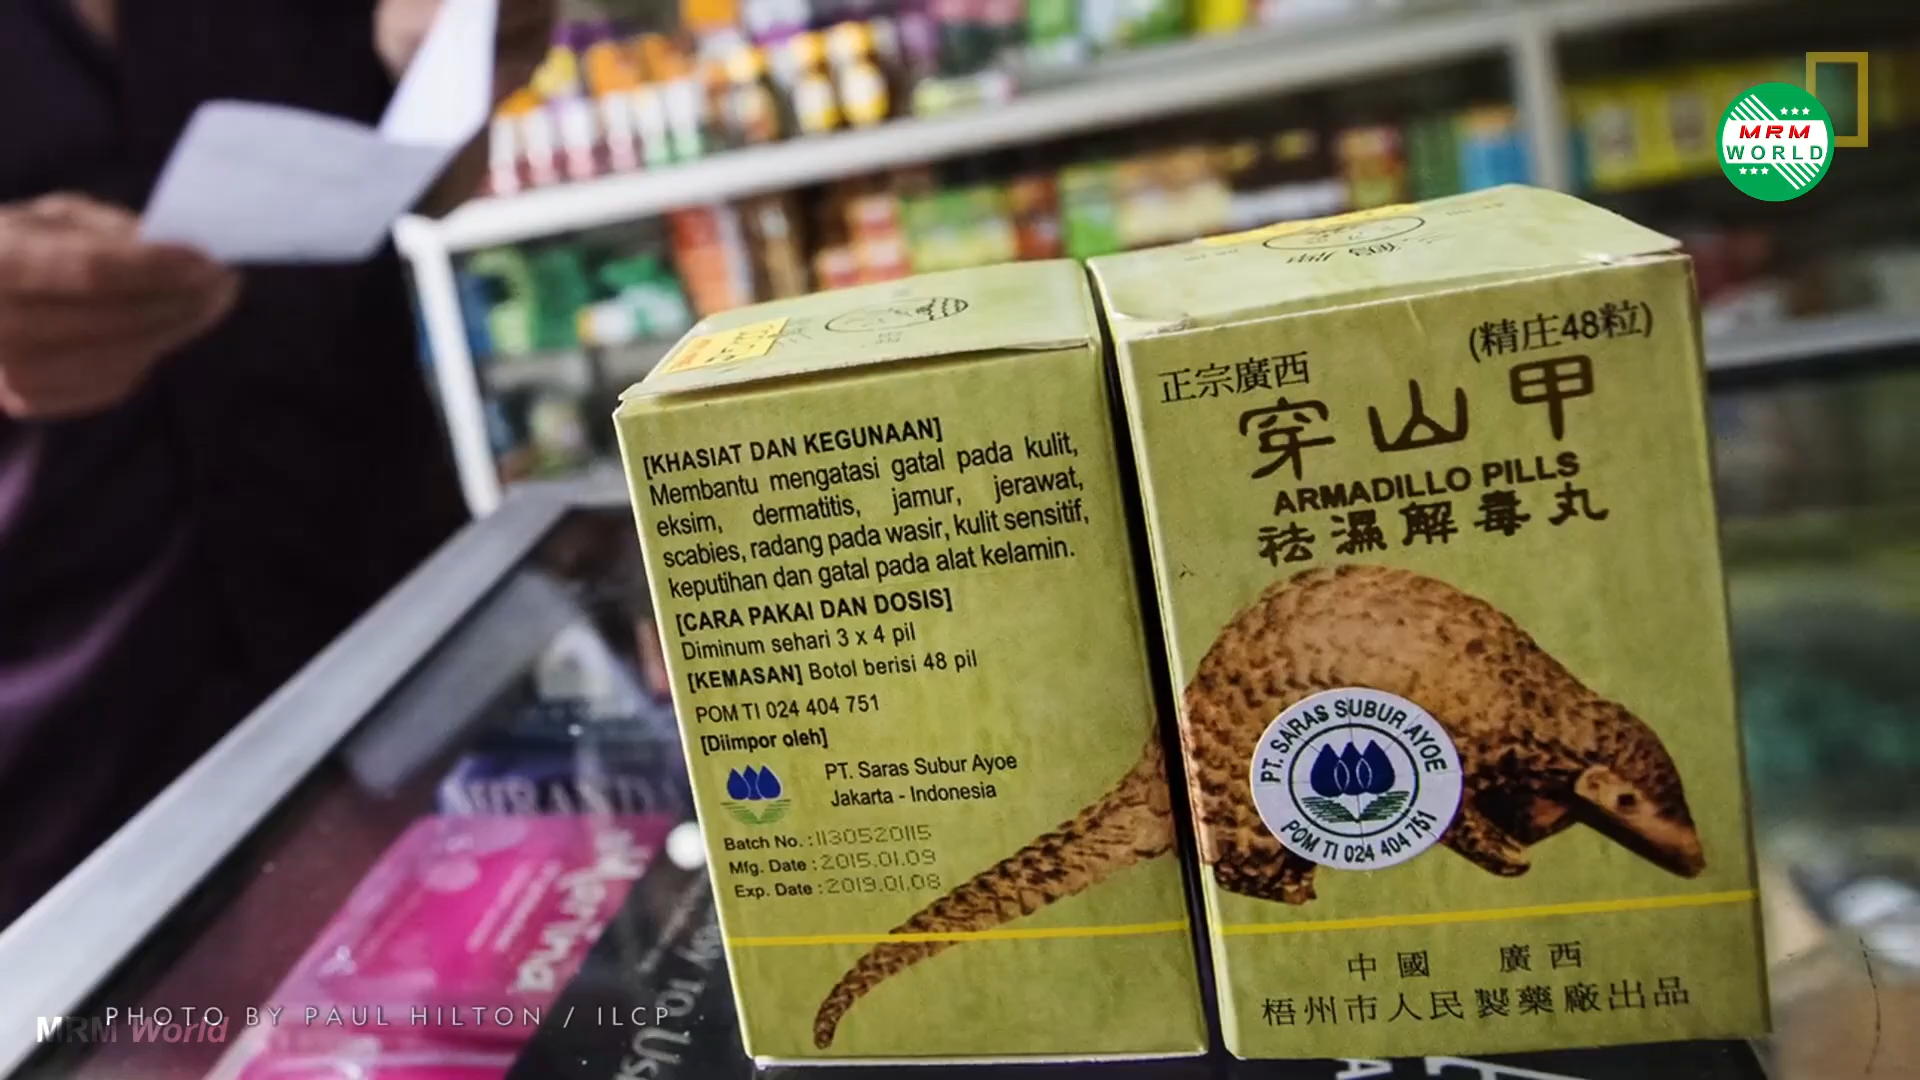 MRM
WORLD
[KHASIAT DAN KEGUNAAN]
Membantu mengatasi gatal pada kulit,
eksim, dermatitis, jamur, jerawat,
scabies, radang pada wasir, kulit sensitif,
keputihan dan gatal pada alat kelamin.
[CARA PAKAI DAN DOSIS]
Diminum sehari 3 x 4 pil
[KEMASAN] Botol berisi 48 pil
POM TI 024 404 751
[Diimpor oleh]
PT. Saras Subur Ayoe
Jakarta - Indonesia
Batch No. : 1130520115
Mfg. Date : 2015.01.09
Exp. Date : 2019.01.08
(精庄48粒)
正宗廣西
穿山甲
ARMADILLO PILLS
祛濕解毒丸
PT. SARAS SUBUR AYOE
POM TI 024 404 751
中國 廣西
梧州市人民製藥廠出品
PHOTO BY PAUL HILTON / ILCP
MRM World